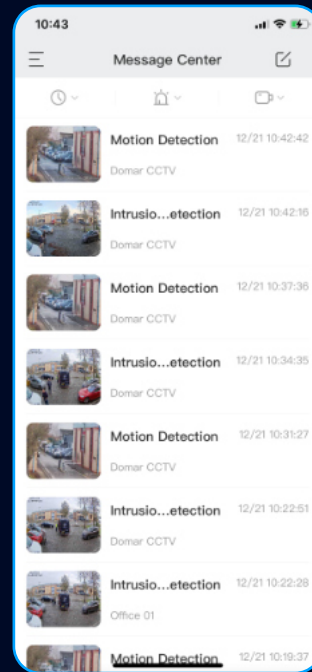 10:43
Message Center
Motion Detection 12/21 10:42:42
Domar CCTV
Intrusio...etection 12/21 10:42:16
Domar CCTV
Motion Detection 12/21 10:37:36
Domar CCTV
Intrusio...etection 12/21 10:34:35
Domar CCTV
Motion Detection 12/21 10:31:27
Domar CCTV
Intrusio...etection 12/21 10:22:51
Domar CCTV
Intrusio...etection 12/21 10:22:28
Office 01
Motion Detection 12/21 10:19:37